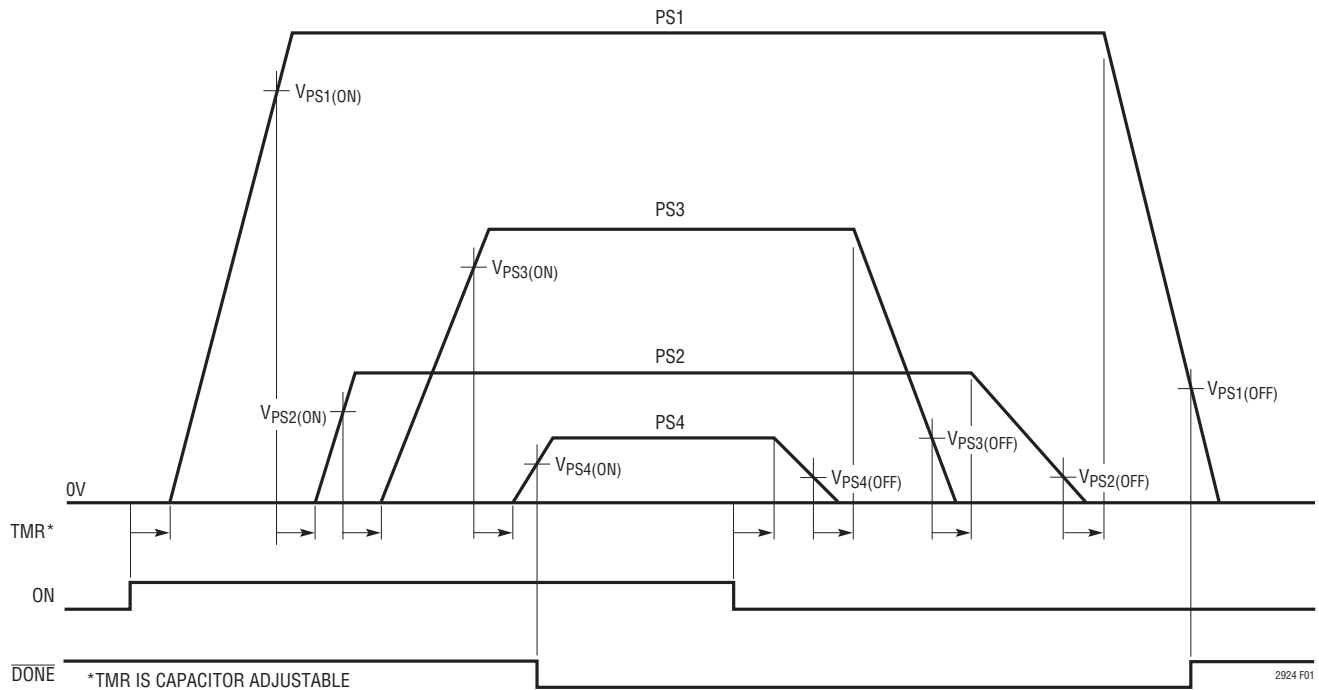 PS1
VPS1(ON)
PS3
VPS3(ON)
PS2
VPS1(OFF)
VPS2(ON)
PS4
VPS3(OFF)
VPS4(ON)
VPS4(OFF)
VPS2(OFF)
0V
TMR*
ON
DONE
*TMR IS CAPACITOR ADJUSTABLE
2924 F01